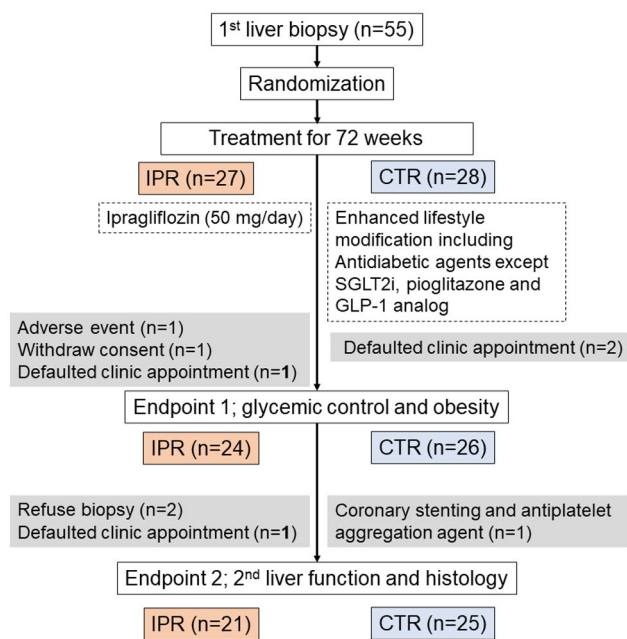 1st liver biopsy (n=55)
Randomization
Treatment for 72 weeks
IPR (n=27)
CTR (n=28)
Ipragliflozin (50 mg/day)
Enhanced lifestyle
modification including
Antidiabetic agents except
SGLT2i, pioglitazone and
GLP-1 analog
Adverse event (n=1)
Withdraw consent (n=1)
Defaulted clinic appointment (n=1)
Defaulted clinic appointment (n=2)
Endpoint 1; glycemic control and obesity
IPR (n=24)
CTR (n=26)
Refuse biopsy (n=2)
Defaulted clinic appointment (n=1)
Coronary stenting and antiplatelet
aggregation agent (n=1)
Endpoint 2; 2nd liver function and histology
IPR (n=21)
CTR (n=25)